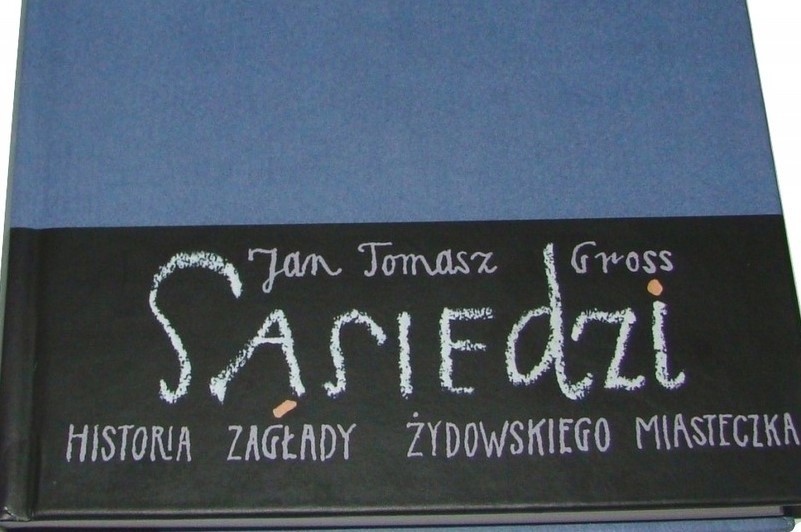 Jan Tomasz Gross
SĄSIEdzi
HISTORIA ZAGŁADY ŻYDOWSKIEGO MIASTECZKA